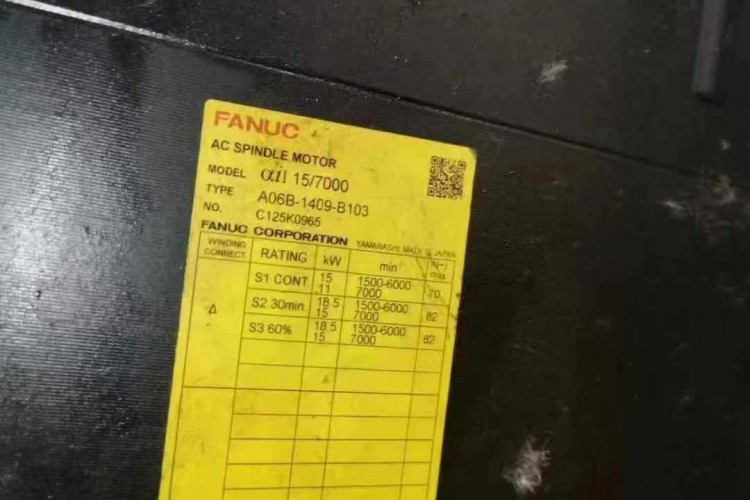 FANUC
AC SPINDLE MOTOR
MODEL αiI 15/7000
TYPE A06B-1409-B103
NO. C125K0965
FANUC CORPORATION YAMANASHI, MADE IN JAPAN
WINDING CONNECT. RATING kW min A(~) max.
Δ S1 CONT. 15 1500-6000 70
11 7000
S2 30min. 18.5 1500-6000 82
15 7000
S3 60% 18.5 1500-6000 82
15 7000